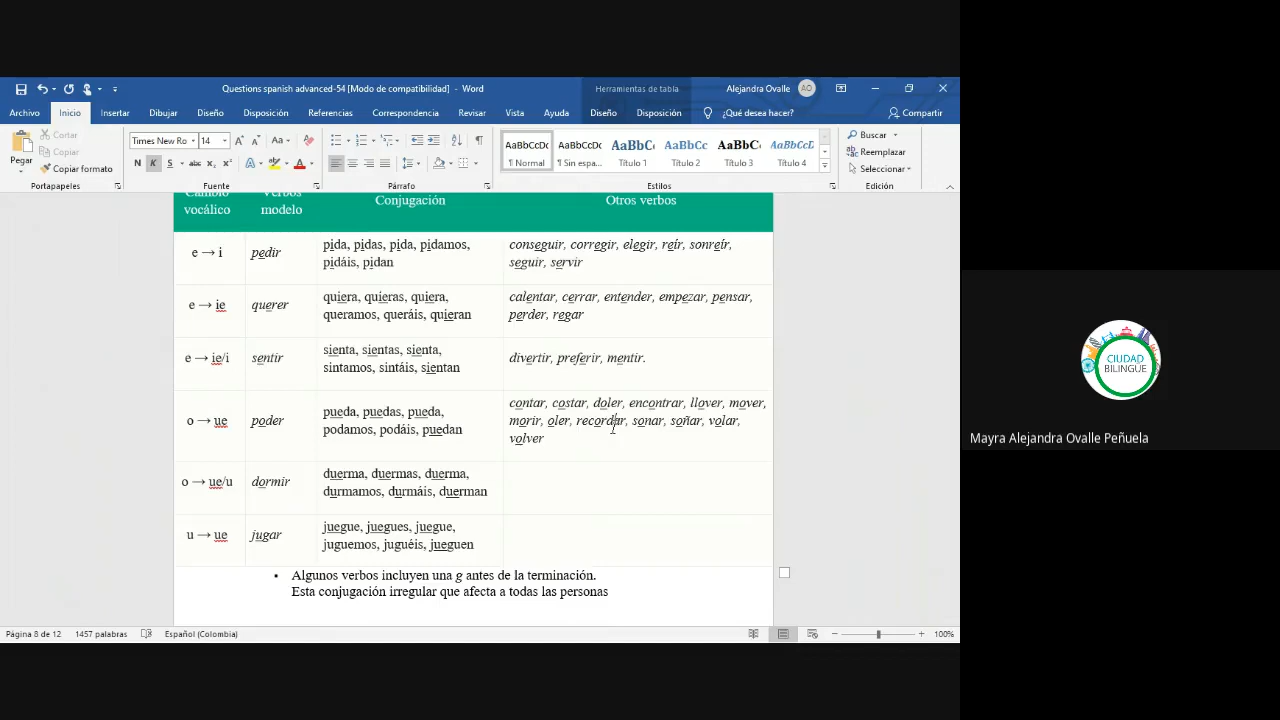 Questions spanish advanced-54 [Modo de compatibilidad] - Word
Herramientas de tabla
Alejandra Ovalle
AO
Archivo Inicio Insertar Dibujar Diseño Disposición Referencias Correspondencia Revisar Vista Ayuda Diseño Disposición ¿Qué desea hacer? Compartir
Pegar
Cortar
Copiar
Copiar formato
Portapapeles
Times New Ro 14
N K S abc x₂ x²
Fuente
Párrafo
AaBbCcDc AaBbCcDc AaBbCc AaBbCc AaBbCc AaBbCcD
¶ Normal ¶ Sin espa... Título 1 Título 2 Título 3 Título 4
Estilos
Buscar
Reemplazar
Seleccionar
Edición
Cambio vocálico
Verbos modelo
Conjugación
Otros verbos
e → i
pedir
pida, pidas, pida, pidamos,
pidáis, pidan
conseguir, corregir, elegir, reír, sonreír,
seguir, servir
e → ie
querer
quiera, quieras, quiera,
queramos, queráis, quieran
calentar, cerrar, entender, empezar, pensar,
perder, regar
e → ie/i
sentir
sienta, sientas, sienta,
sintamos, sintáis, sientan
divertir, preferir, mentir.
o → ue
poder
pueda, puedas, pueda,
podamos, podáis, puedan
contar, costar, doler, encontrar, llover, mover,
morir, oler, recordar, sonar, soñar, volar,
volver
o → ue/u
dormir
duerma, duermas, duerma,
durmamos, durmáis, duerman
u → ue
jugar
juegue, juegues, juegue,
juguemos, juguéis, jueguen
• Algunos verbos incluyen una g antes de la terminación.
Esta conjugación irregular que afecta a todas las personas
Página 8 de 12 1457 palabras Español (Colombia) 100%
CIUDAD
BILINGÜE
Mayra Alejandra Ovalle Peñuela